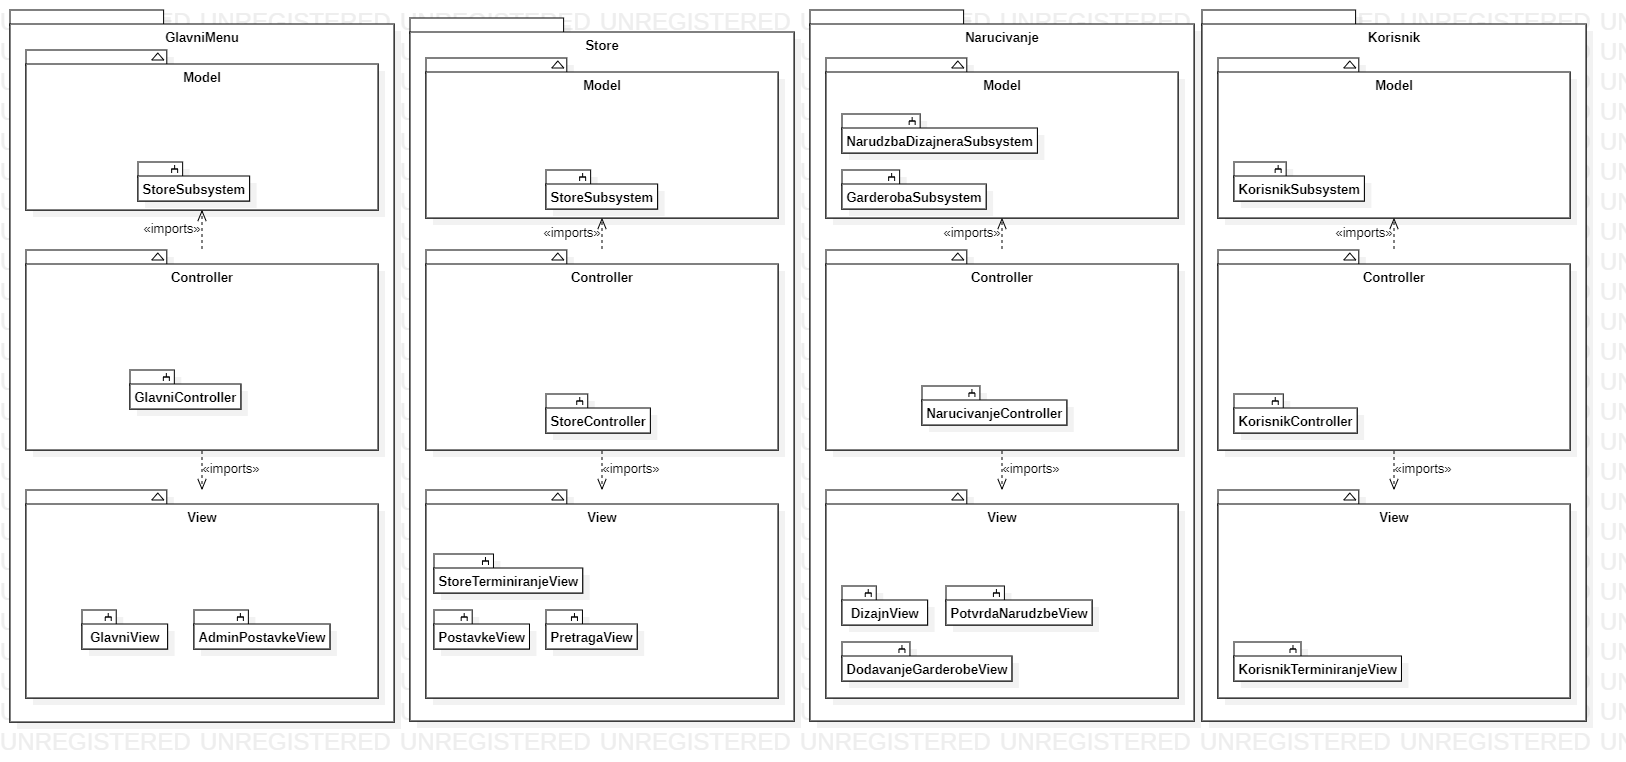 GlavniMenu
Model
StoreSubsystem
«imports»
Controller
GlavniController
«imports»
View
GlavniView
AdminPostavkeView
Store
Model
StoreSubsystem
«imports»
Controller
StoreController
«imports»
View
StoreTerminiranjeView
PostavkeView
PretragaView
Narucivanje
Model
NarudzbaDizajneraSubsystem
GarderobaSubsystem
«imports»
Controller
NarucivanjeController
«imports»
View
DizajnView
PotvrdaNarudzbeView
DodavanjeGarderobeView
Korisnik
Model
KorisnikSubsystem
«imports»
Controller
KorisnikController
«imports»
View
KorisnikTerminiranjeView
UNREGISTERED UNREGISTERED UNREGISTERED UNREGISTERED UNREGISTERED UNREGISTERED UNREGISTERED UNREGISTERED